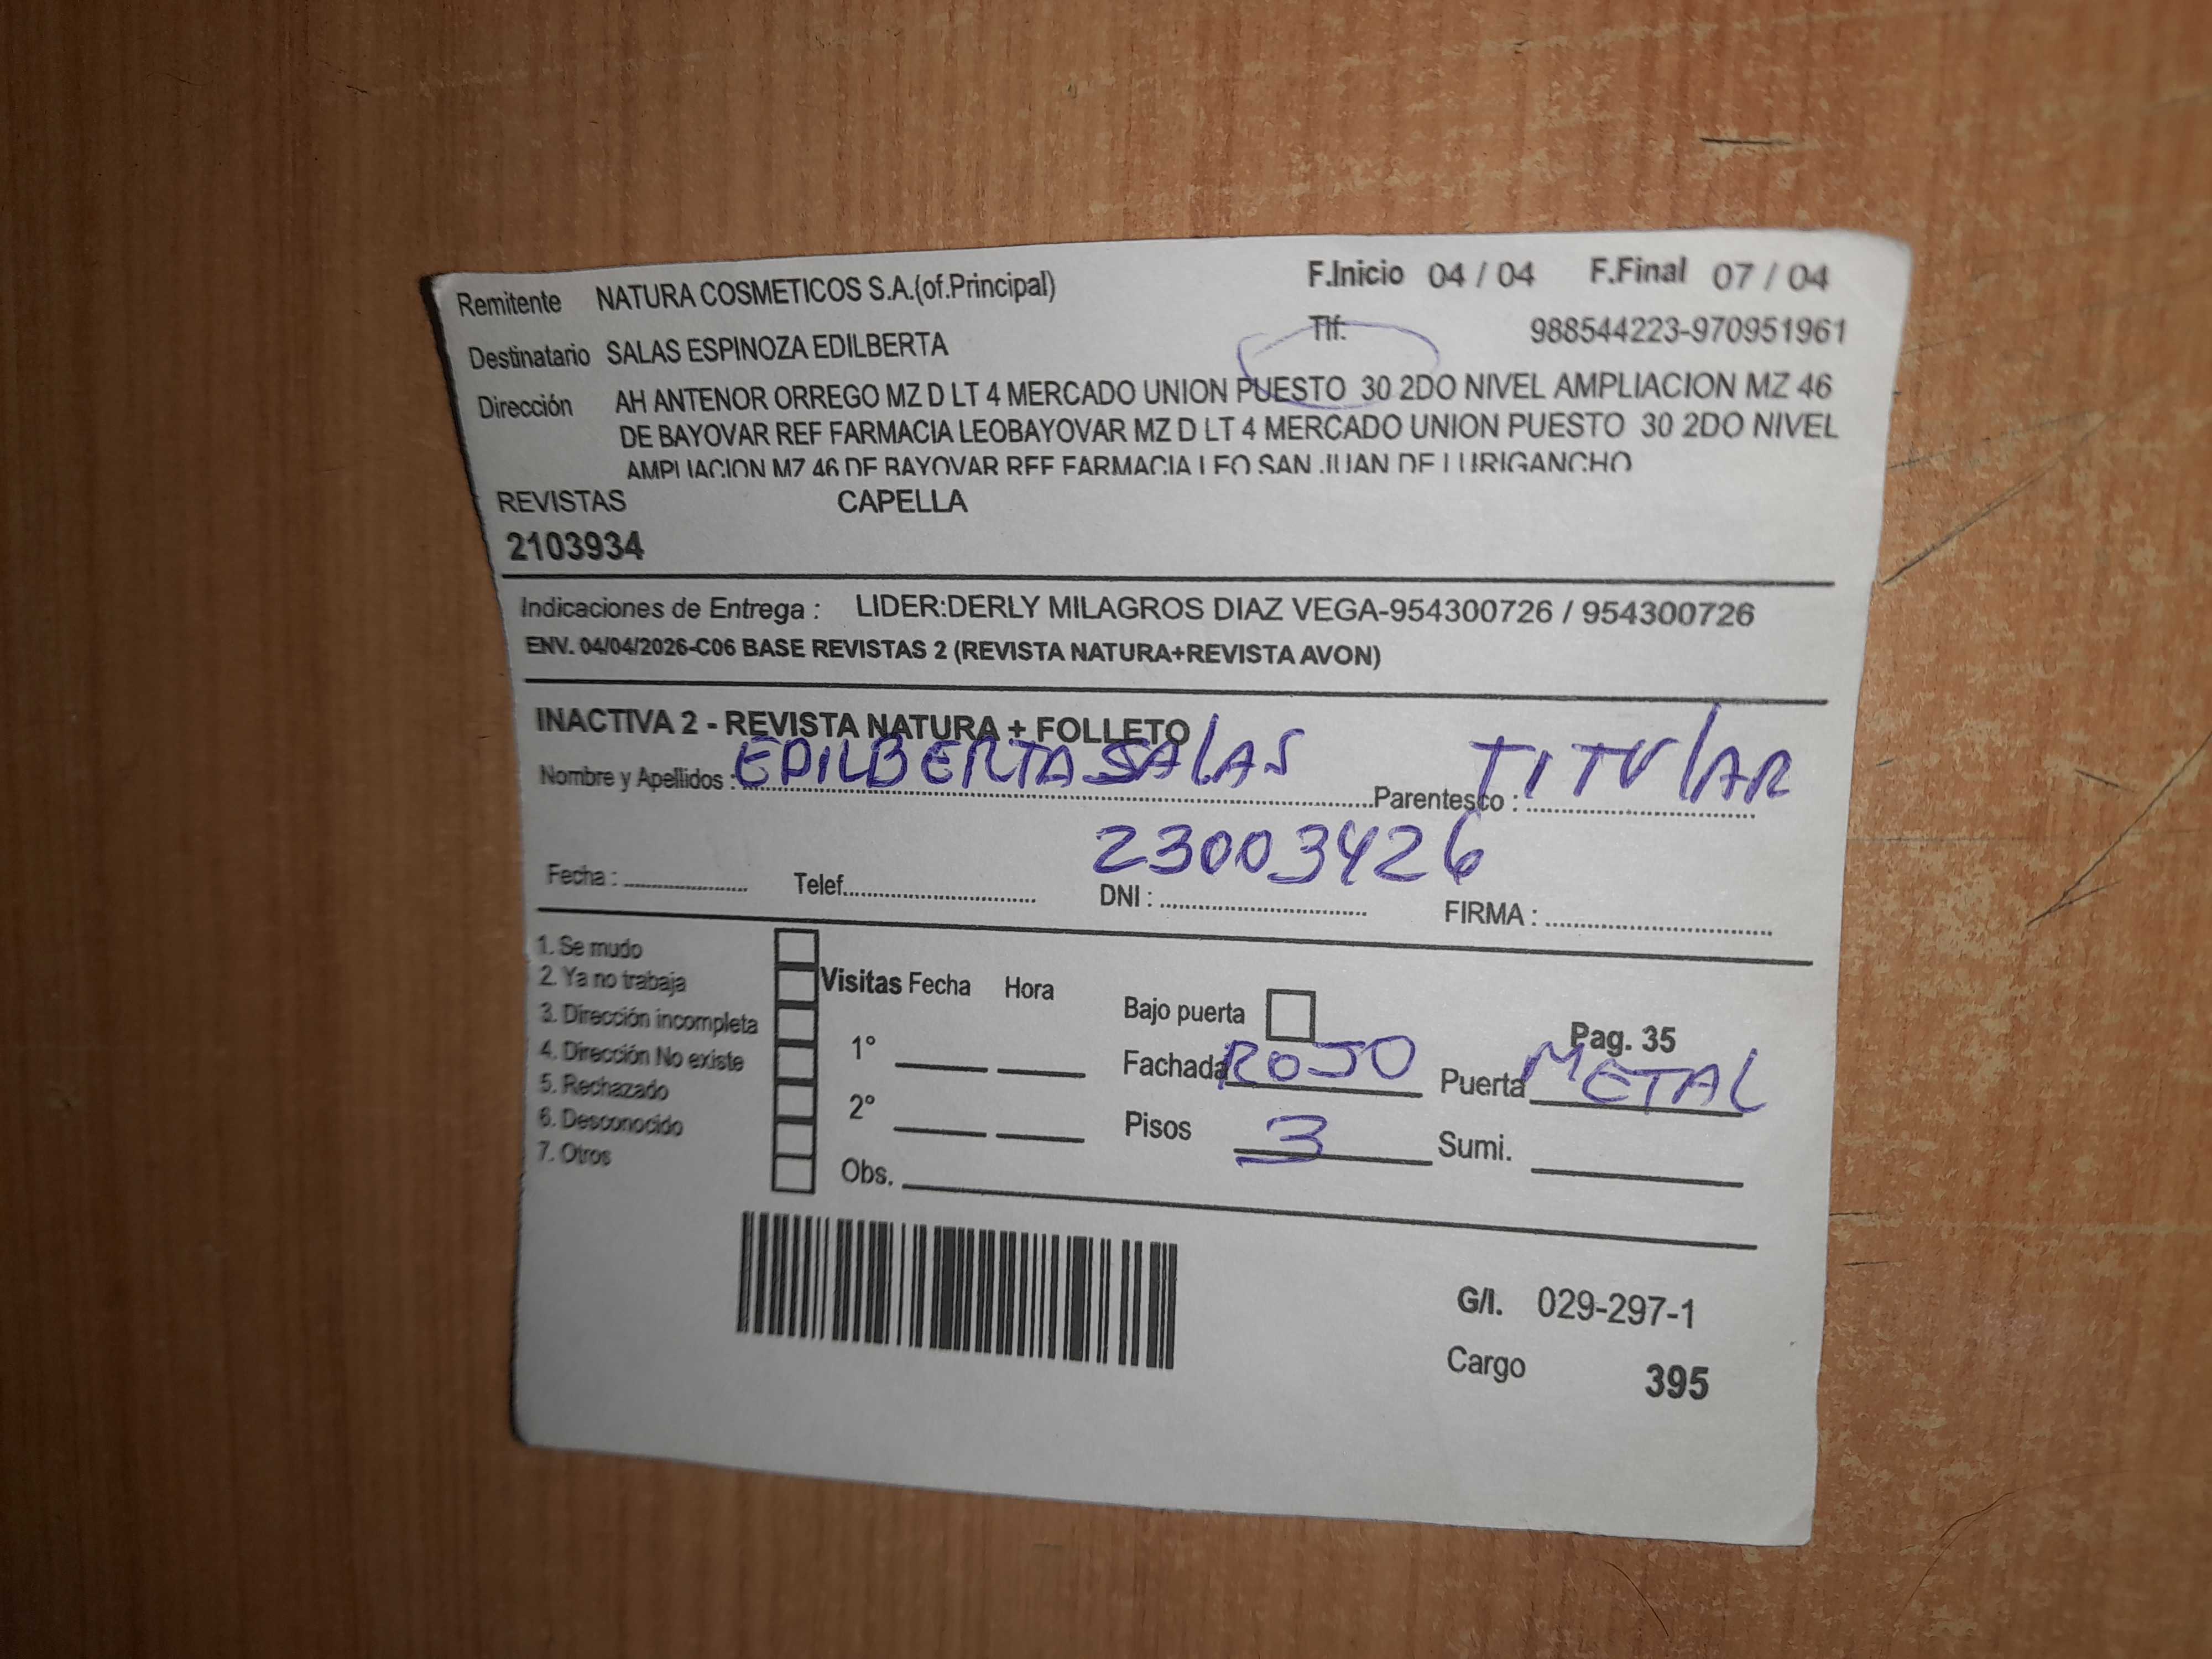 Remitente NATURA COSMETICOS S.A.(of.Principal) F.Inicio 04 / 04 F.Final 07 / 04
Destinatario SALAS ESPINOZA EDILBERTA Tlf: 988544223-970951961
Dirección AH ANTENOR ORREGO MZ D LT 4 MERCADO UNION PUESTO 30 2DO NIVEL AMPLIACION MZ 46
DE BAYOVAR REF FARMACIA LEOBAYOVAR MZ D LT 4 MERCADO UNION PUESTO 30 2DO NIVEL
AMPLIACION MZ 46 DE BAYOVAR REF FARMACIA LEO SAN JUAN DE LURIGANCHO
REVISTAS CAPELLA
2103934
Indicaciones de Entrega : LIDER:DERLY MILAGROS DIAZ VEGA-954300726 / 954300726
ENV. 04/04/2026-C06 BASE REVISTAS 2 (REVISTA NATURA+REVISTA AVON)
INACTIVA 2 - REVISTA NATURA + FOLLETO
Nombre y Apellidos : EDILBERTA SALAS Parentesco : TITULAR
Fecha : Telef. DNI : 23003426 FIRMA :
1. Se mudo
2. Ya no trabaja
3. Dirección incompleta
4. Dirección No existe
5. Rechazado
6. Desconocido
7. Otros
Visitas Fecha Hora
1°
2°
Obs.
Bajo puerta Pag. 35
Fachada ROJO Puerta METAL
Pisos 3 Sumi.
G/I. 029-297-1
Cargo 395